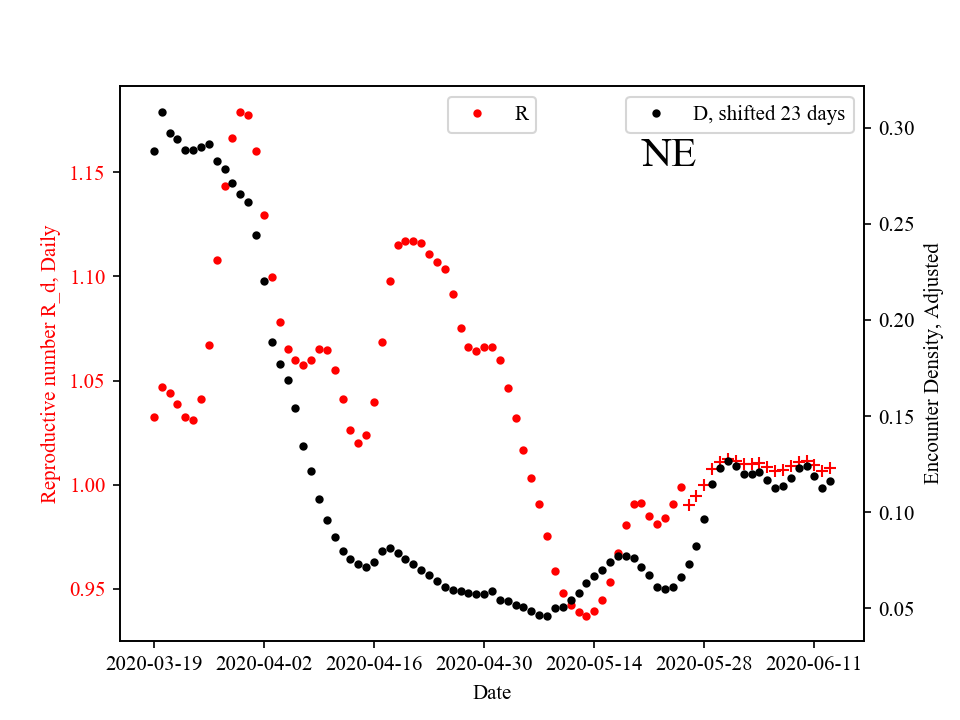 R
D, shifted 23 days
NE
Reproductive number R_d, Daily
1.15
1.10
1.05
1.00
0.95
0.30
0.25
0.20
0.15
0.10
0.05
Encounter Density, Adjusted
2020-03-19 2020-04-02 2020-04-16 2020-04-30 2020-05-14 2020-05-28 2020-06-11
Date